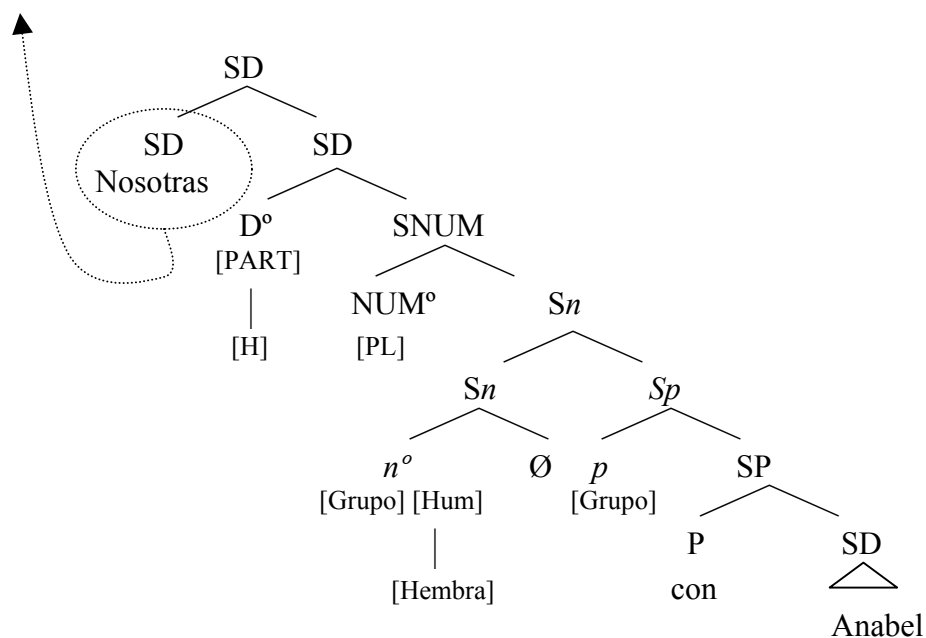 SD
SD SD
Nosotras
Dº SNUM
[PART]
NUMº Sn
[H] [PL]
Sn Sp
nº Ø p SP
[Grupo] [Hum] [Grupo]
P SD
[Hembra] con
Anabel